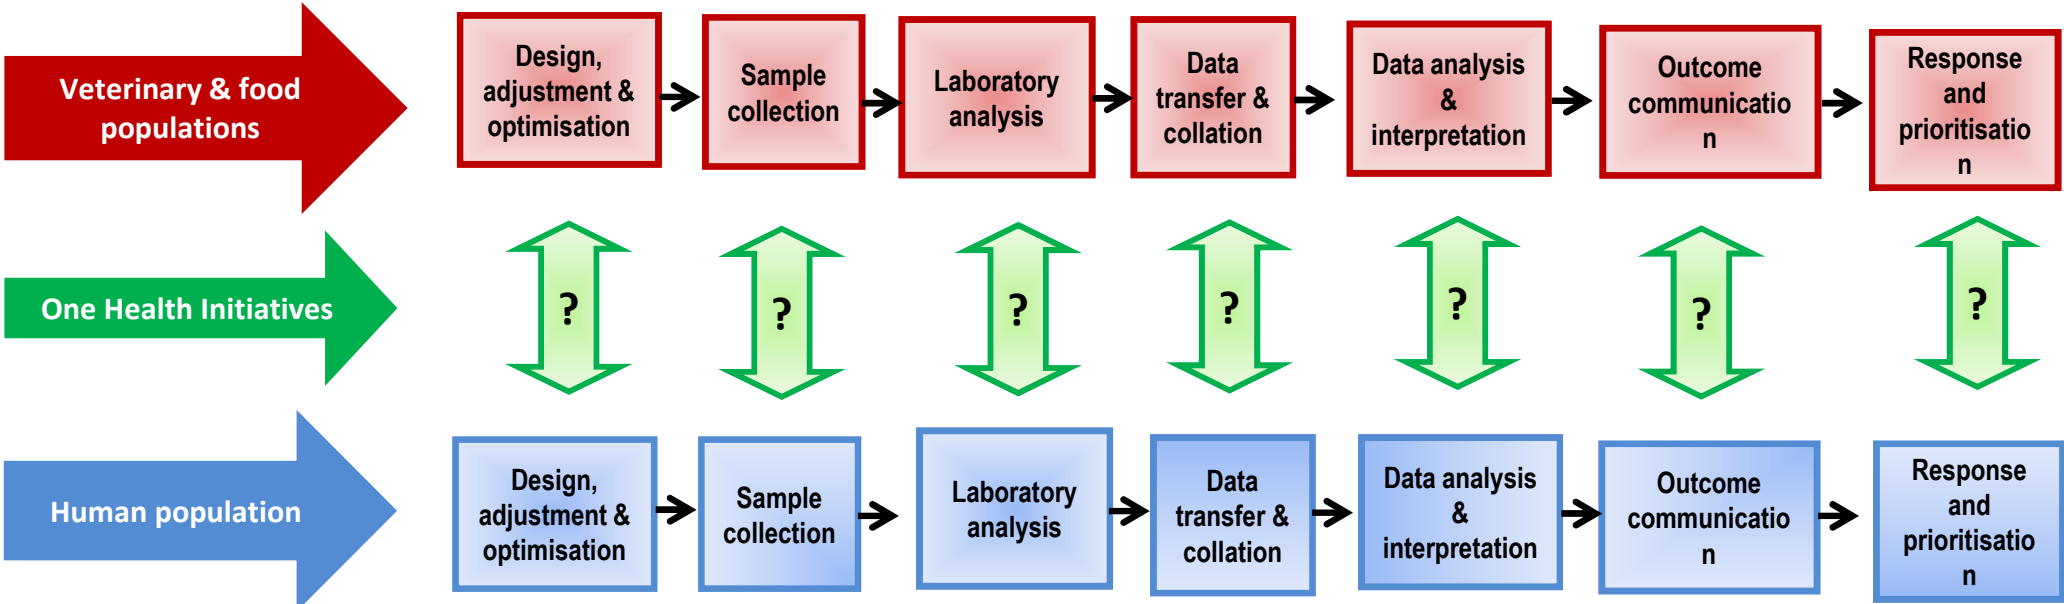 Veterinary & food
populations
Design,
adjustment &
optimisation
Sample
collection
Laboratory
analysis
Data
transfer &
collation
Data analysis
&
interpretation
Outcome
communicatio
n
Response
and
prioritisatio
n
One Health Initiatives
?
?
?
?
?
?
?
Human population
Design,
adjustment &
optimisation
Sample
collection
Laboratory
analysis
Data
transfer &
collation
Data analysis
&
interpretation
Outcome
communicatio
n
Response
and
prioritisatio
n